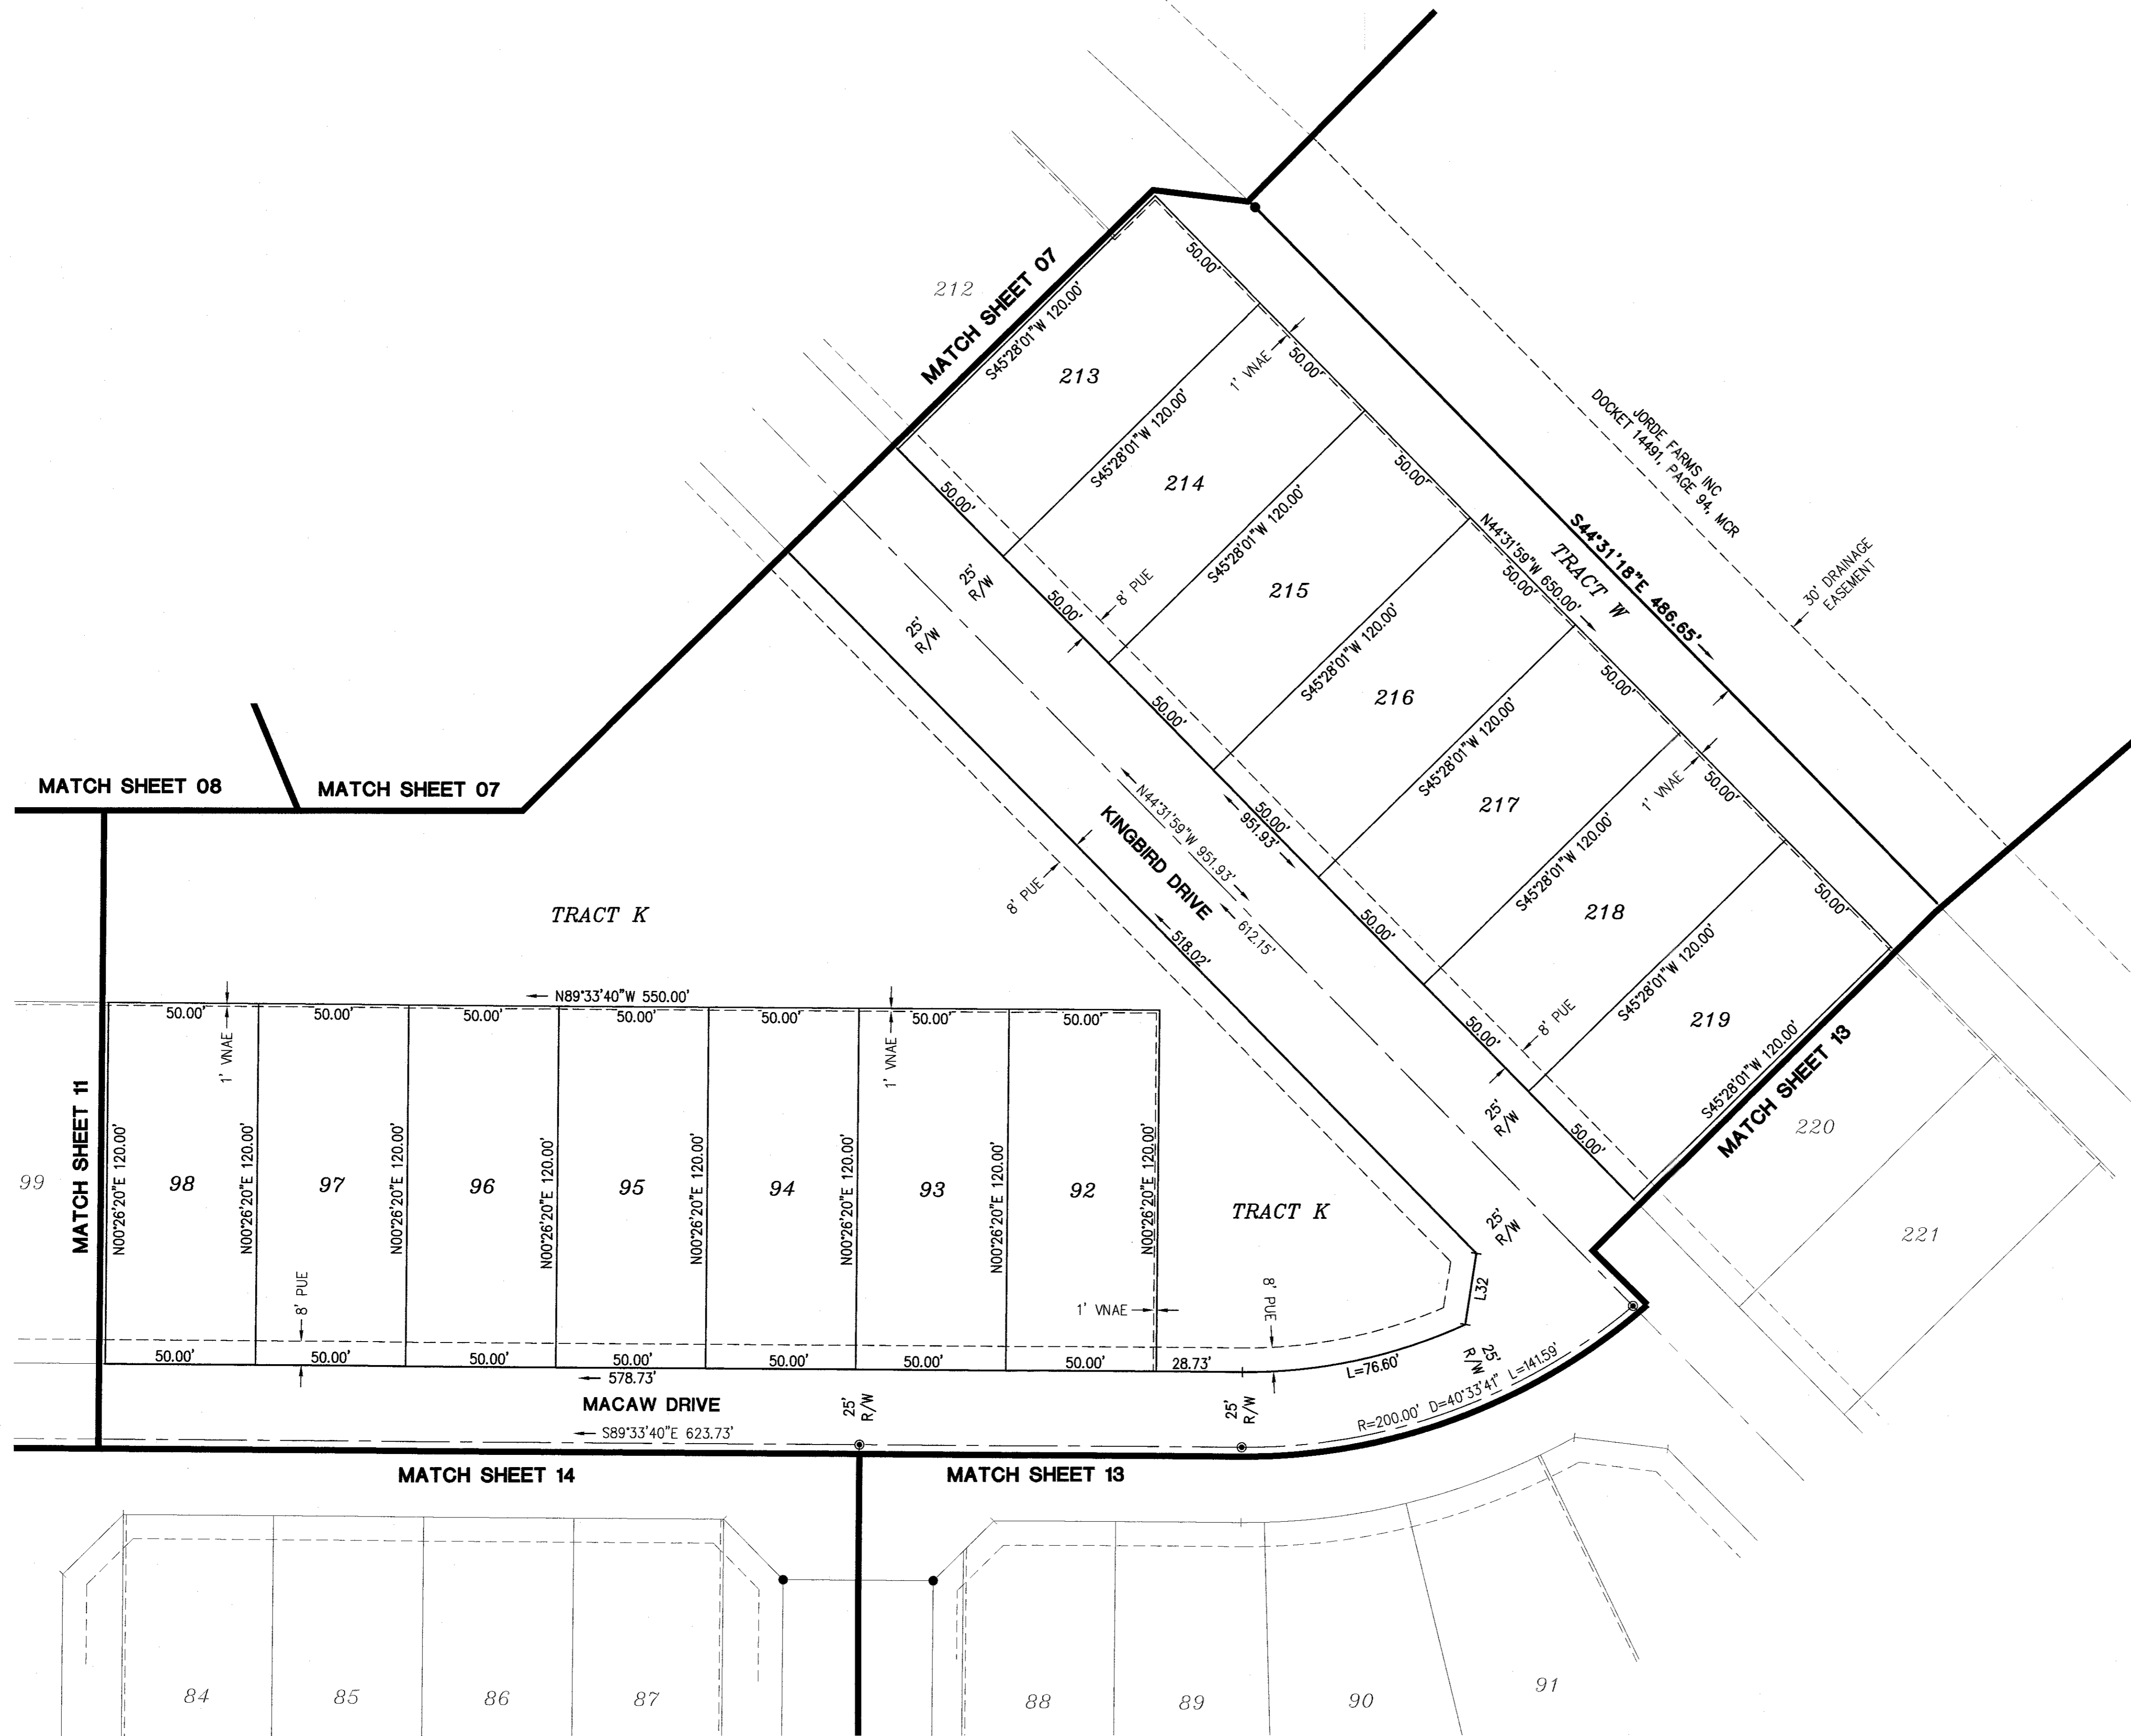 212
MATCH SHEET 07
S45°28'01"W 120.00'
213
50.00'
1' VNAE
50.00'
S45°28'01"W 120.00'
214
50.00'
50.00'
JORDE FARMS INC
DOCKET 14491, PAGE 94, MCR
S45°28'01"W 120.00'
215
N44°31'59"W 650.00'
50.00'
TRACT W
S44°31'18"E 486.65'
30' DRAINAGE
EASEMENT
25'
R/W
25'
R/W
8' PUE
50.00'
S45°28'01"W 120.00'
216
50.00'
50.00'
S45°28'01"W 120.00'
217
1' VNAE
50.00'
MATCH SHEET 08
MATCH SHEET 07
N44°31'59"W 951.93'
951.93'
50.00'
KINGBIRD DRIVE
612.15'
518.02'
8' PUE
S45°28'01"W 120.00'
218
50.00'
50.00'
S45°28'01"W 120.00'
219
8' PUE
50.00'
S45°28'01"W 120.00'
MATCH SHEET 13
25'
R/W
50.00'
220
221
TRACT K
N89°33'40"W 550.00'
50.00'
50.00'
50.00'
50.00'
50.00'
50.00'
50.00'
1' VNAE
1' VNAE
MATCH SHEET 11
99
N00°26'20"E 120.00'
98
N00°26'20"E 120.00'
97
N00°26'20"E 120.00'
96
N00°26'20"E 120.00'
95
N00°26'20"E 120.00'
94
N00°26'20"E 120.00'
93
N00°26'20"E 120.00'
92
N00°26'20"E 120.00'
TRACT K
25'
R/W
8' PUE
1' VNAE
8' PUE
L32
50.00'
50.00'
50.00'
50.00'
50.00'
50.00'
50.00'
28.73'
L=76.60'
25'
R/W
578.73'
MACAW DRIVE
25'
R/W
25'
R/W
S89°33'40"E 623.73'
R=200.00' D=40°33'41" L=141.59'
MATCH SHEET 14
MATCH SHEET 13
84
85
86
87
88
89
90
91